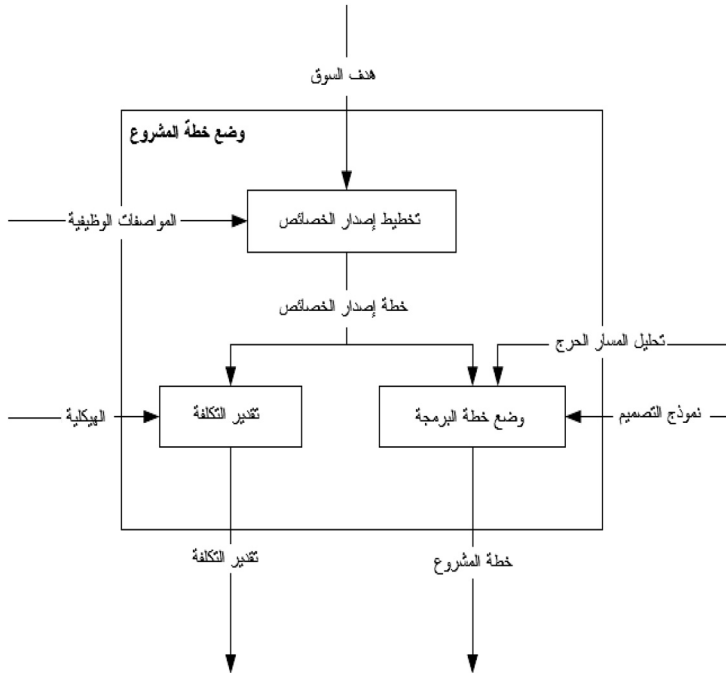 هدف السوق
وضع خطة المشروع
تخطيط إصدار الخصائص
المواصفات الوظيفية
خطة إصدار الخصائص
تحليل المسار الحرج
نموذج التصميم
وضع خطة البرمجة
تقدير التكلفة
الهيكلية
خطة المشروع
تقدير التكلفة